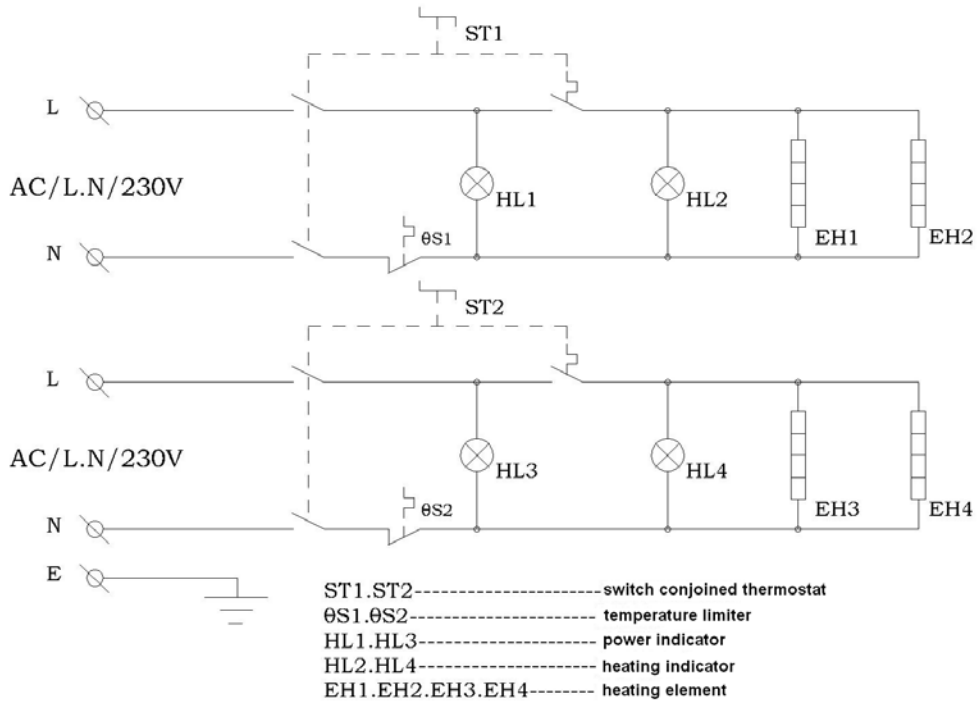 ST1
L
AC/L.N/230V
HL1
HL2
EH1
EH2
N
θS1
ST2
L
AC/L.N/230V
HL3
HL4
EH3
EH4
N
θS2
E
ST1.ST2-----------------------switch conjoined thermostat
θS1.θS2-----------------------temperature limiter
HL1.HL3-----------------------power indicator
HL2.HL4-----------------------heating indicator
EH1.EH2.EH3.EH4--------heating element